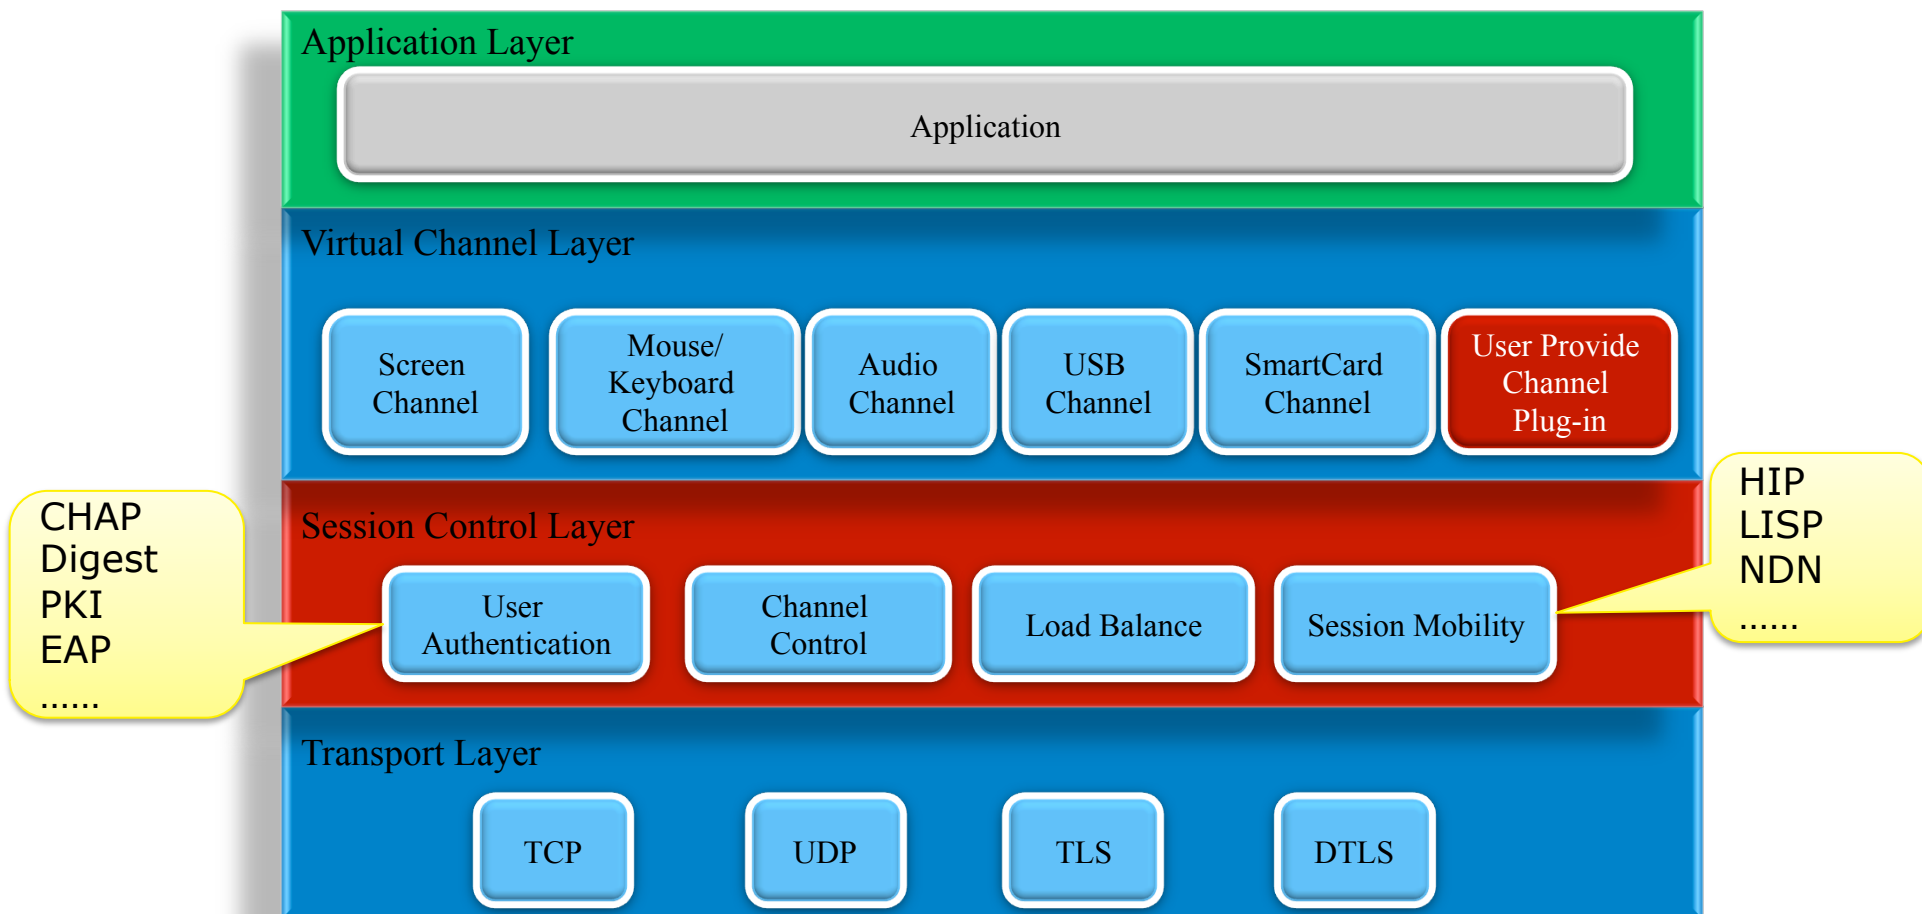 Application Layer
Application
Virtual Channel Layer
Screen
Channel
Mouse/
Keyboard
Channel
Audio
Channel
USB
Channel
SmartCard
Channel
User Provide
Channel
Plug-in
CHAP
Digest
PKI
EAP
......
Session Control Layer
User
Authentication
Channel
Control
Load Balance
Session Mobility
HIP
LISP
NDN
......
Transport Layer
TCP
UDP
TLS
DTLS